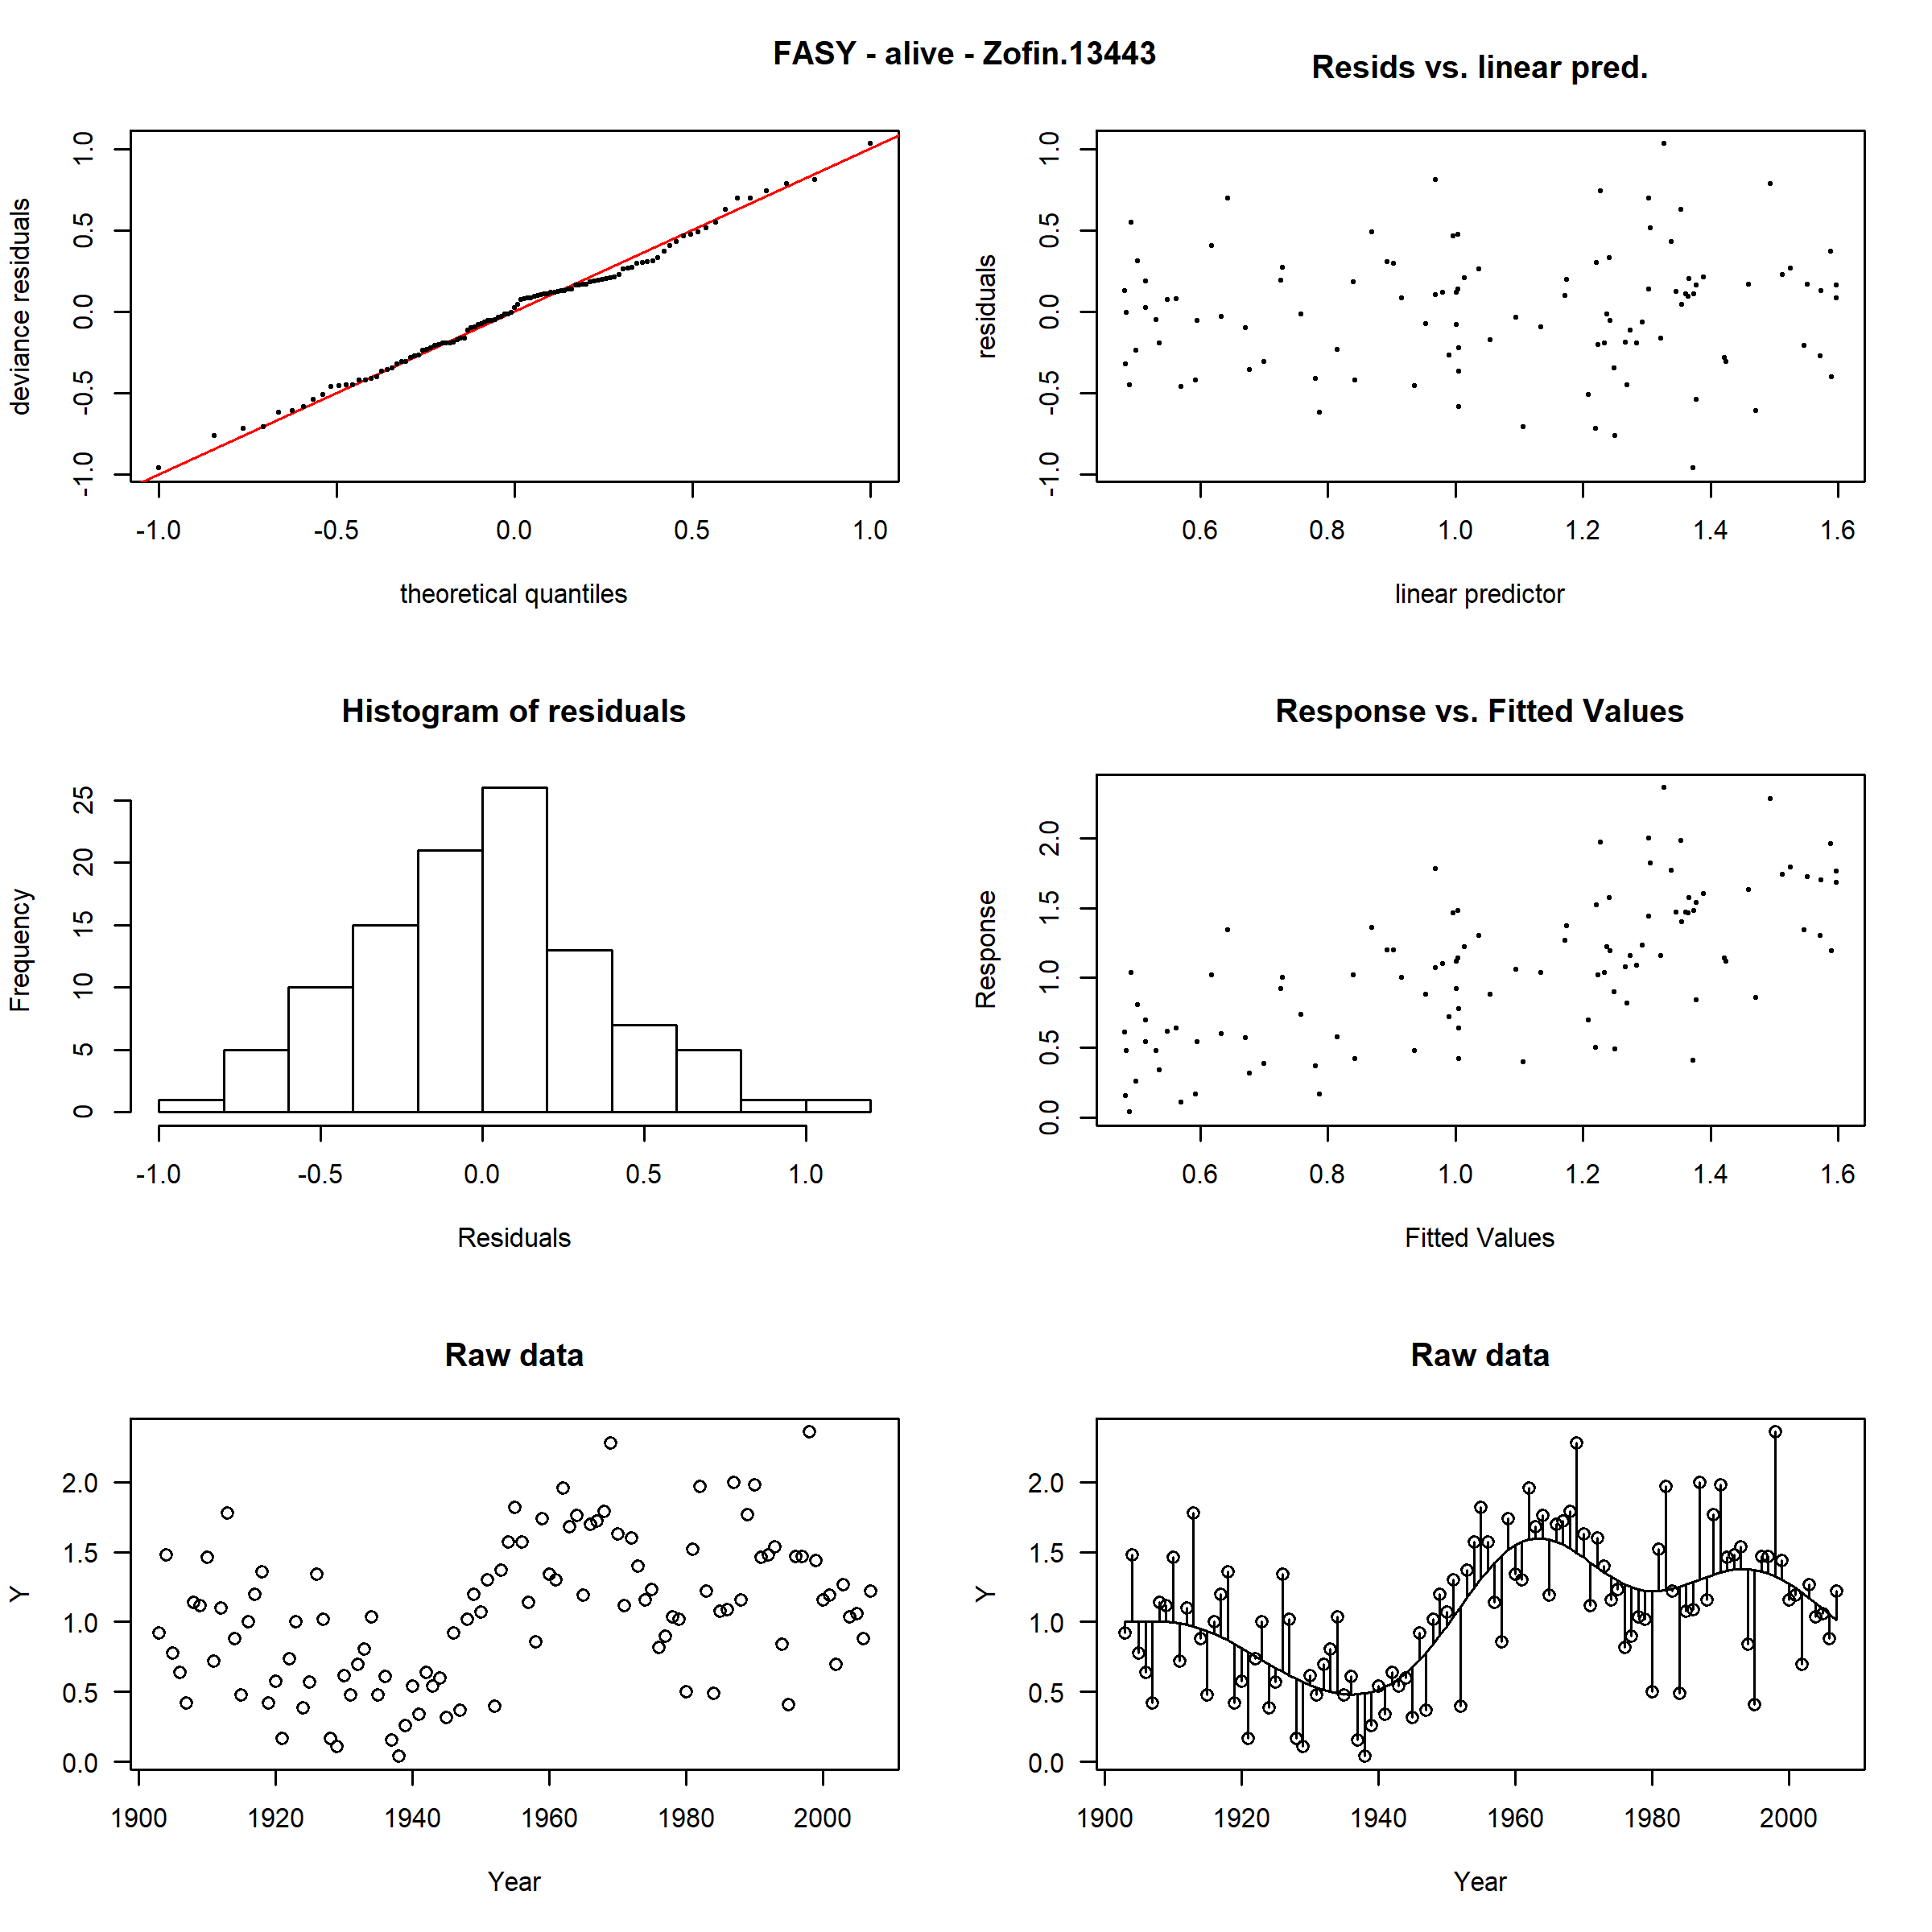 FASY - alive - Zofin.13443
Resids vs. linear pred.
deviance residuals
-1.0 -0.5 0.0 0.5 1.0
-1.0 -0.5 0.0 0.5 1.0
theoretical quantiles
residuals
-1.0 -0.5 0.0 0.5 1.0
0.6 0.8 1.0 1.2 1.4 1.6
linear predictor
Histogram of residuals
Frequency
0 5 10 15 20 25
-1.0 -0.5 0.0 0.5 1.0
Residuals
Response vs. Fitted Values
Response
0.0 0.5 1.0 1.5 2.0
0.6 0.8 1.0 1.2 1.4 1.6
Fitted Values
Raw data
Y
2.0
1.5
1.0
0.5
0.0
1900 1920 1940 1960 1980 2000
Year
Raw data
Y
2.0
1.5
1.0
0.5
0.0
1900 1920 1940 1960 1980 2000
Year